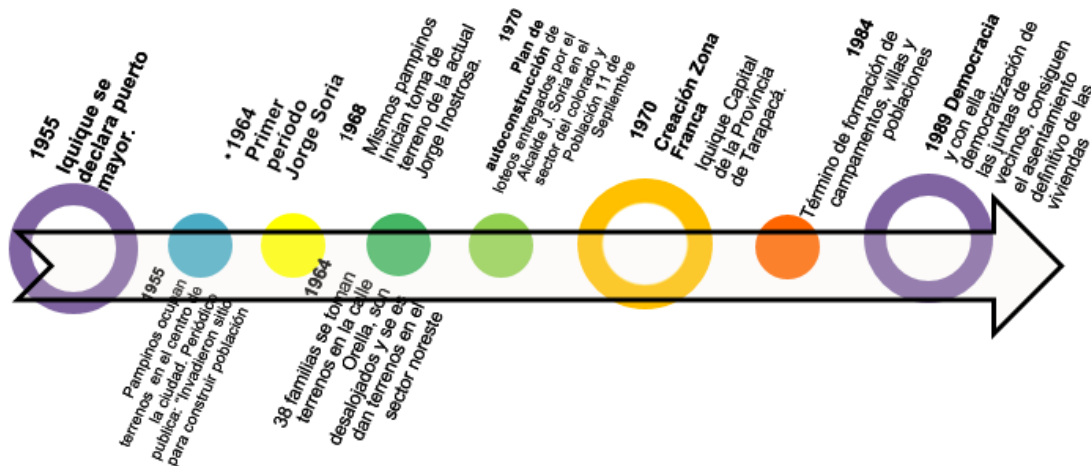 1955
Iquique se
declara puerto
mayor.
1955
Pampinos ocupan
terrenos en el centro de
la ciudad. Periódico
publica: “Invadieron sitio
para construir población
• 1964
Primer
período
Jorge Soria
1964
38 familias se toman
terrenos en la calle
Orella, son
desalojados y se es
dan terrenos en el
sector noreste
1968
Mismos pampinos
Inician toma de
terreno de la actual
Jorge Inostrosa.
1970
Plan de
autoconstrucción de
loteos entregados por el
Alcalde J. Soria en el
sector del colorado y
Población 11 de
Septiembre
1970
Creación Zona
Franca
Iquique Capital
de la Provincia
de Tarapacá.
1984
Término de formación de
campamentos, villas y
poblaciones
1989 Democracia
y con ella
democratización de
las juntas de
vecinos, consiguen
el asentamiento
definitivo de las
viviendas